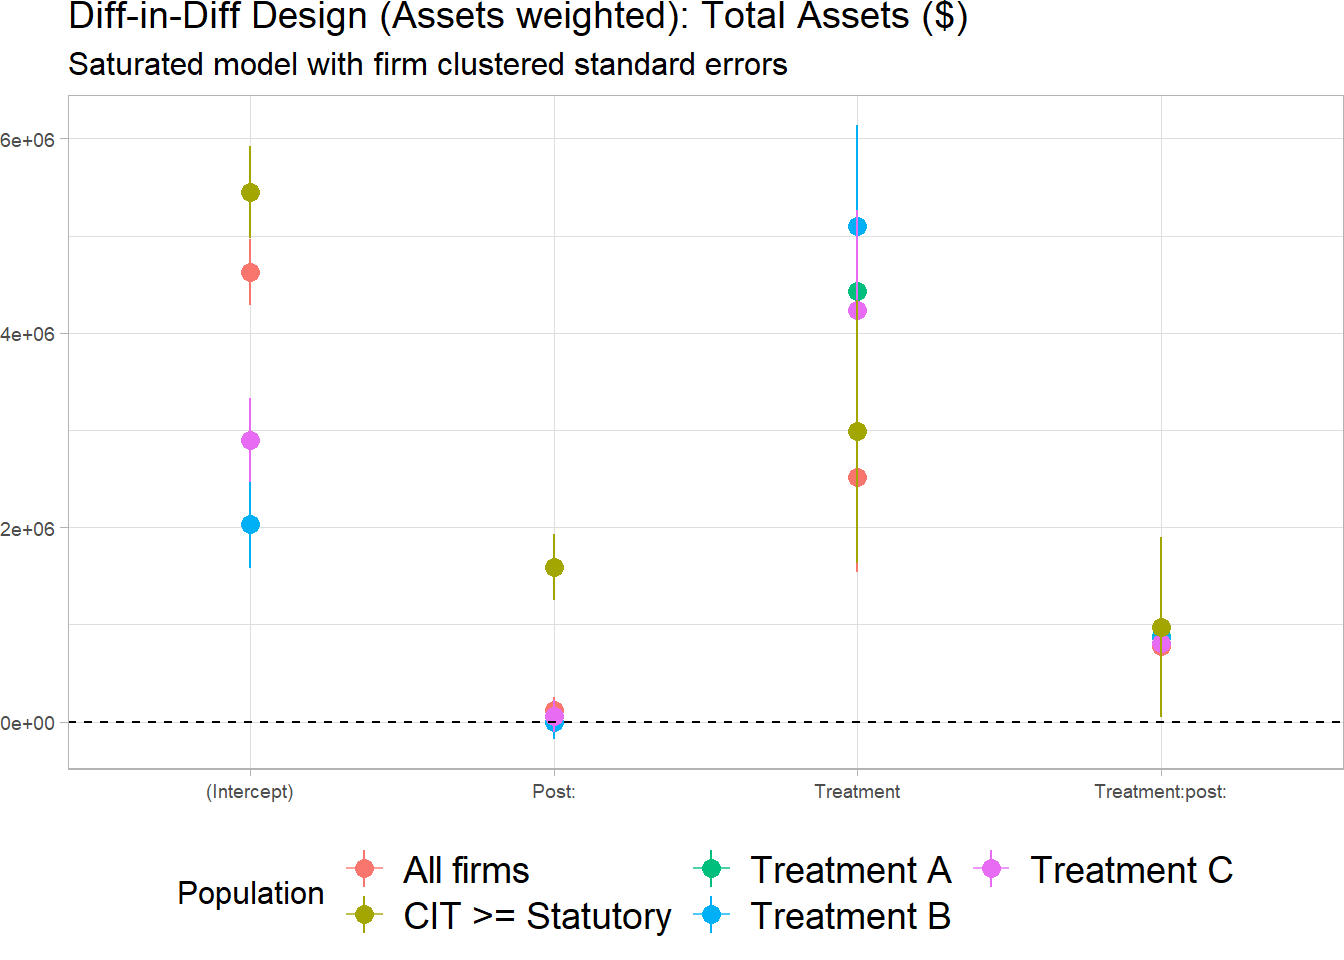 Diff-in-Diff Design (Assets weighted): Total Assets ($)
Saturated model with firm clustered standard errors
6e+06
4e+06
2e+06
0e+00
(Intercept) Post: Treatment Treatment:post:
Population
All firms Treatment A Treatment C
CIT >= Statutory Treatment B